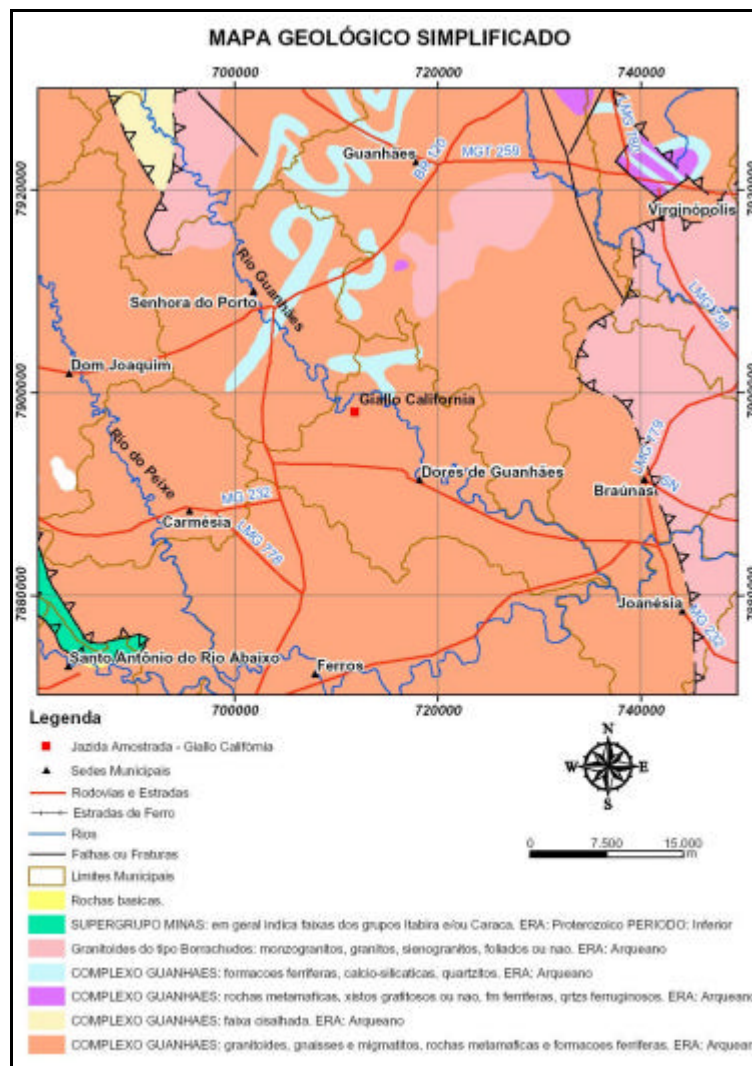 MAPA GEOLÓGICO SIMPLIFICADO
700000 720000 740000
Guanhães
BR 120
MGT 259
7920000
Virginópolis
Rio Guanhães
Senhora do Porto
LMG 758
Dom Joaquim
7900000
Giallo California
Rio do Peixe
LMG 779
Dores de Guanhães
SN
MG 232
Braúnas
Carmésia
LMG 778
7880000
Joanésia
MG 232
Santo Antônio do Rio Abaixo
Ferros
700000 720000 740000
Legenda
Jazida Amostrada - Giallo Califórnia
Sedes Municipais
Rodovias e Estradas
Estradas de Ferro
Rios
Falhas ou Fraturas
Limites Municipais
Rochas basicas.
SUPERGRUPO MINAS: em geral indica faixas dos grupos Itabira e/ou Caraca. ERA: Proterozoico PERIODO: Inferior
Granitoides do tipo Borrachudos: monzogranitos, granitos, sienogranitos, foliados ou nao. ERA: Arqueano
COMPLEXO GUANHAES: formacoes ferriferas, calcio-silicaticas, quartzitos. ERA: Arqueano
COMPLEXO GUANHAES: rochas metamaficas, xistos grafitosos ou nao, fm ferriferas, qrtzs ferruginosos. ERA: Arqueano
COMPLEXO GUANHAES: faixa cisalhada. ERA: Arqueano
COMPLEXO GUANHAES: granitoides, gnaisses e migmatitos, rochas metamaficas e formacoes ferriferas. ERA: Arqueano
N
W E
S
0 7.500 15.000
m